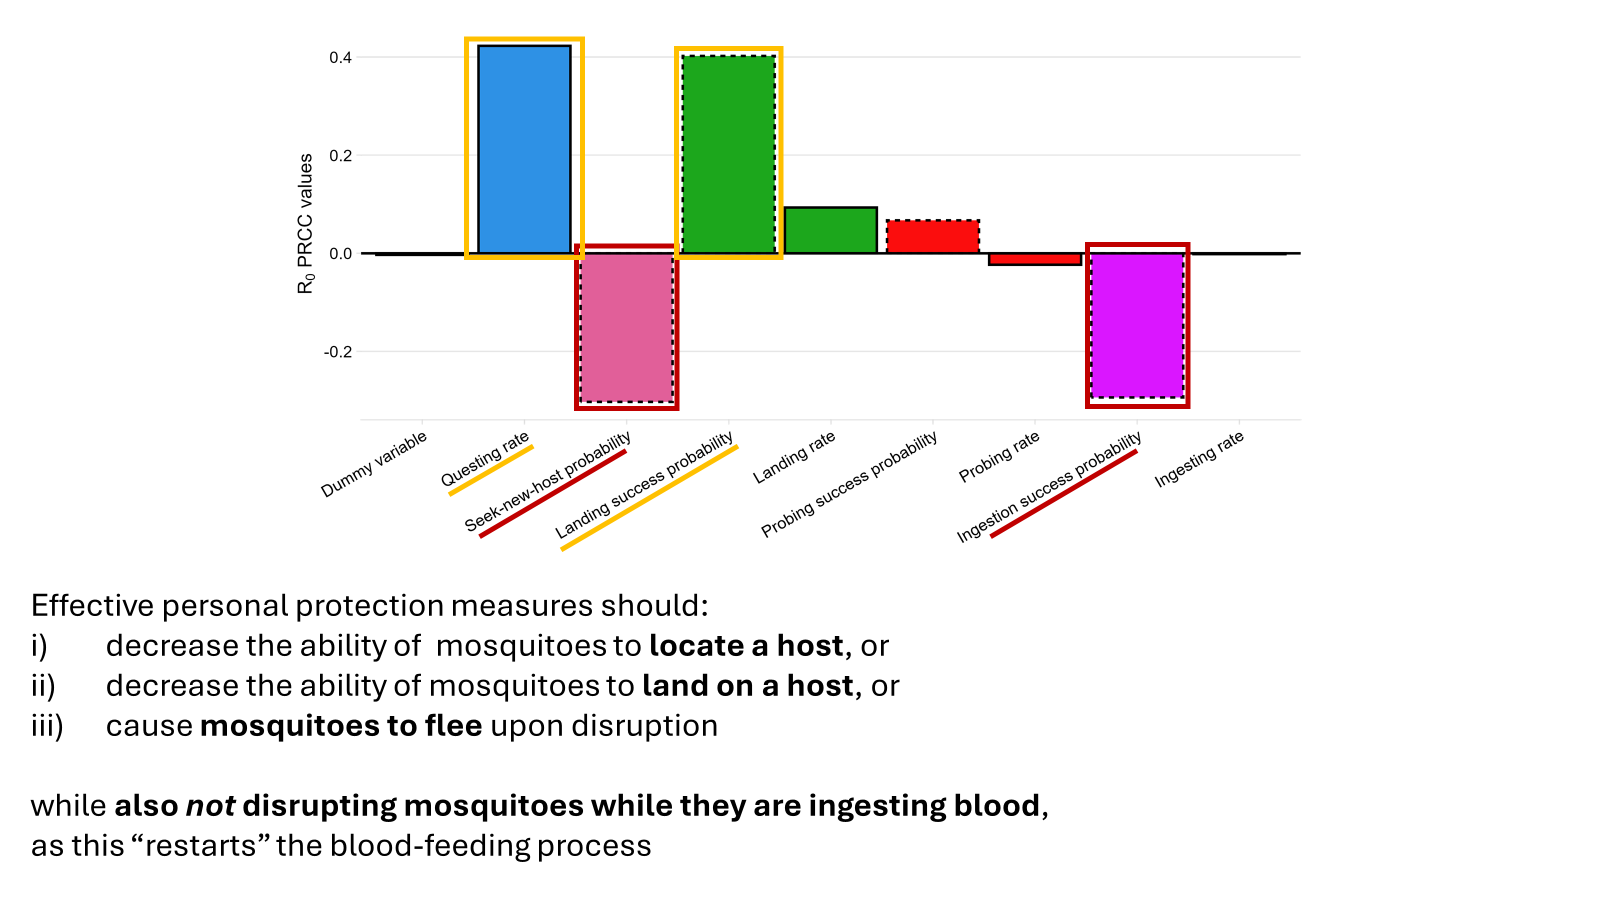 0.4
0.2
0.0
-0.2
R0 PRCC values
Dummy variable
Questing rate
Seek-new-host probability
Landing success probability
Landing rate
Probing success probability
Probing rate
Ingestion success probability
Ingesting rate
Effective personal protection measures should:
i) decrease the ability of mosquitoes to locate a host, or
ii) decrease the ability of mosquitoes to land on a host, or
iii) cause mosquitoes to flee upon disruption
while also not disrupting mosquitoes while they are ingesting blood,
as this “restarts” the blood-feeding process